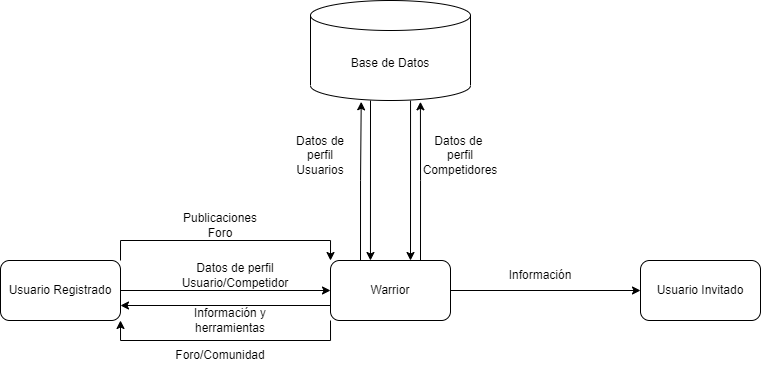 Base de Datos
Datos de
perfil
Usuarios
Datos de
perfil
Competidores
Publicaciones
Foro
Usuario Registrado
Datos de perfil
Usuario/Competidor
Warrior
Información
Usuario Invitado
Información y
herramientas
Foro/Comunidad